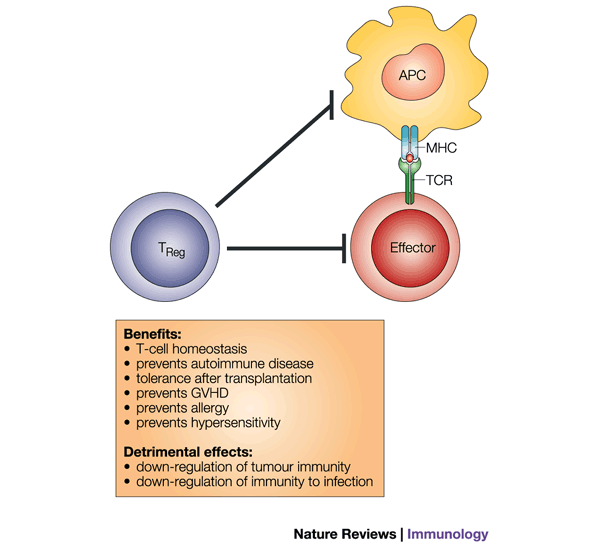 APC
MHC
TCR
TReg
Effector
Benefits:
• T-cell homeostasis
• prevents autoimmune disease
• tolerance after transplantation
• prevents GVHD
• prevents allergy
• prevents hypersensitivity
Detrimental effects:
• down-regulation of tumour immunity
• down-regulation of immunity to infection
Nature Reviews | Immunology